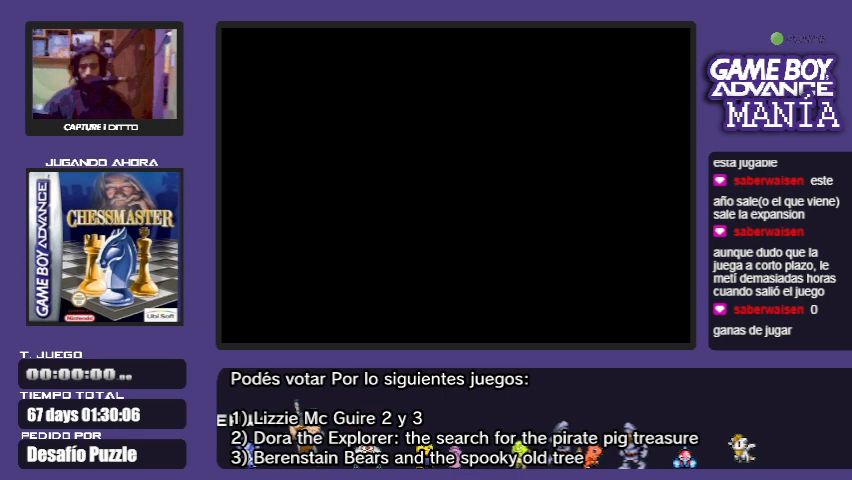 CAPTURE i DITTO
JUGANDO AHORA
GAME BOY ADVANCE
CHESSMASTER
Nintendo
Ubi Soft
T. JUEGO
00:00:00
TIEMPO TOTAL
67 days 01:30:06
PEDIDO POR
Desafío Puzzle
GAME BOY
ADVANCE
MANÍA
esta jugable
saberwaisen este
año sale(o el que viene)
sale la expansion
saberwaisen
aunque dudo que la
juega a corto plazo, le
metí demasiadas horas
cuando salió el juego
saberwaisen 0
ganas de jugar
Podés votar Por lo siguientes juegos:
1) Lizzie Mc Guire 2 y 3
2) Dora the Explorer: the search for the pirate pig treasure
3) Berenstain Bears and the spooky old tree